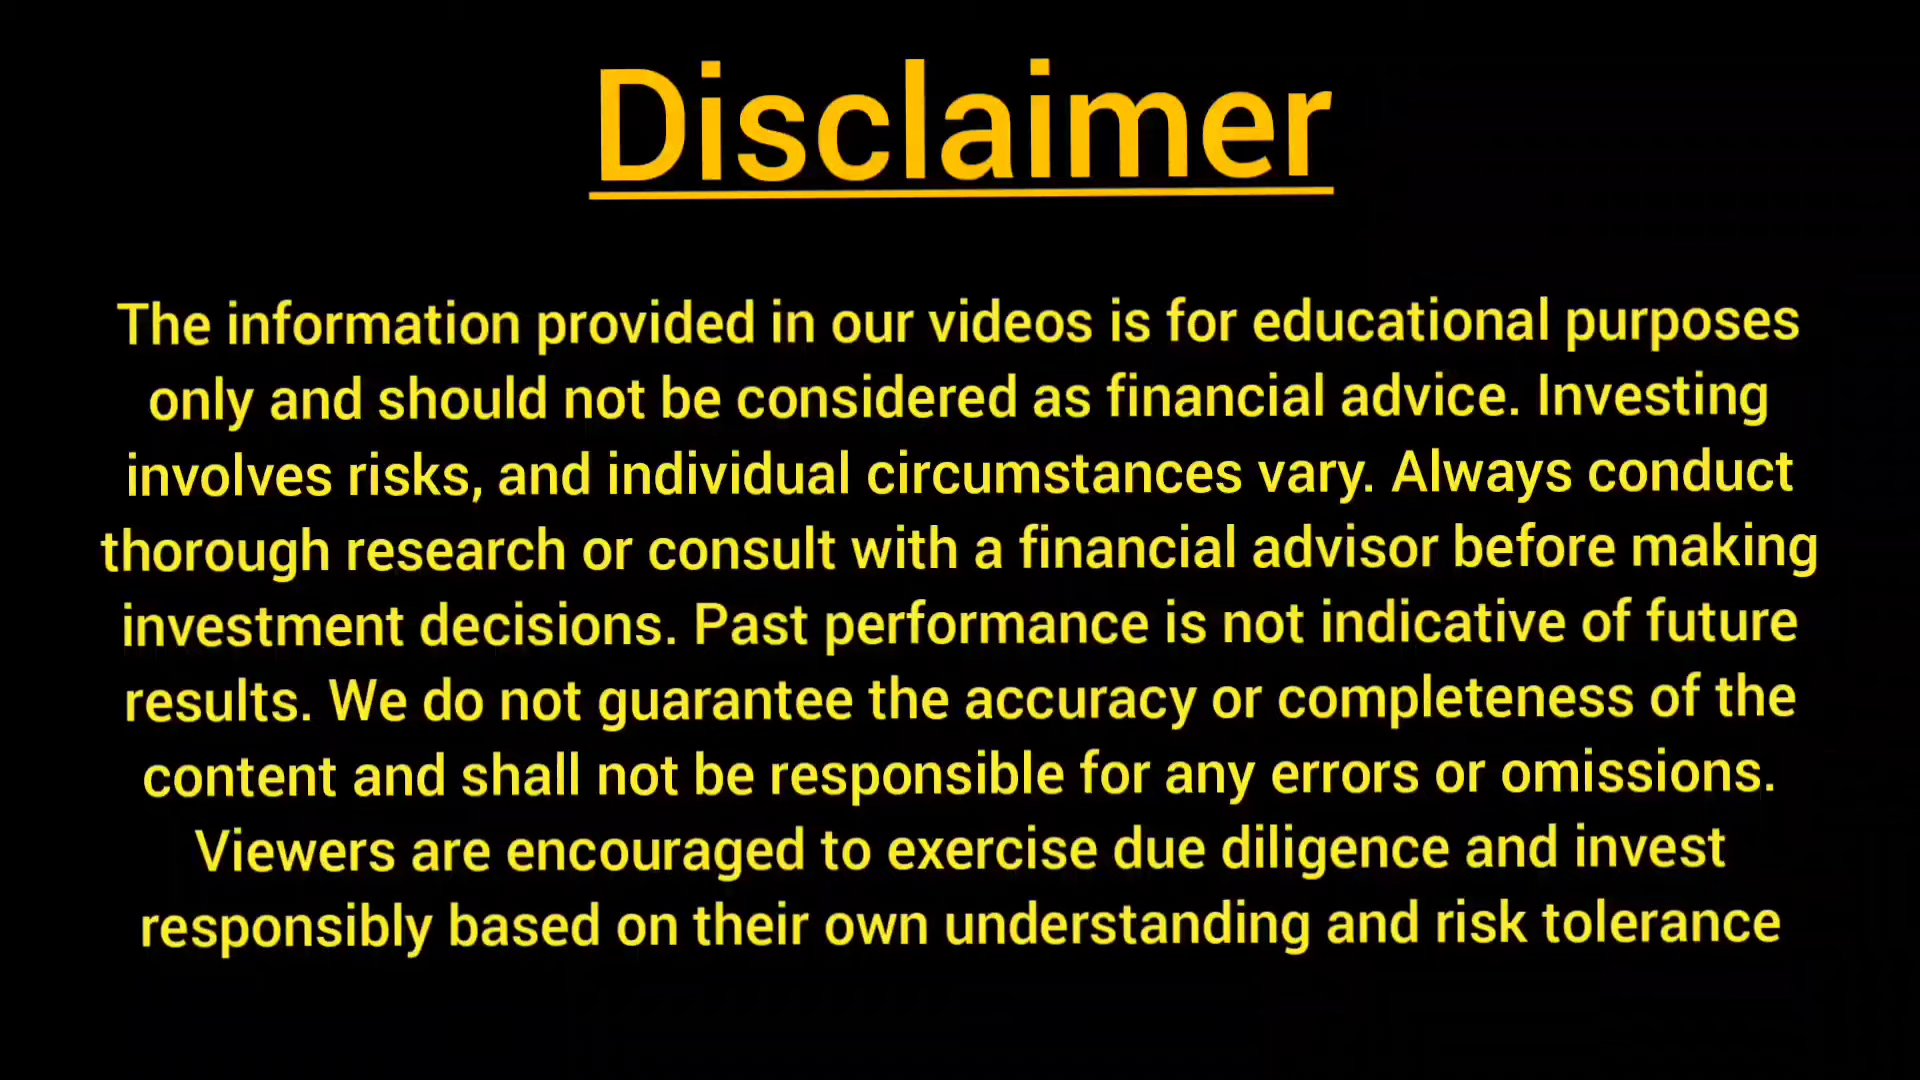 Disclaimer
The information provided in our videos is for educational purposes
only and should not be considered as financial advice. Investing
involves risks, and individual circumstances vary. Always conduct
thorough research or consult with a financial advisor before making
investment decisions. Past performance is not indicative of future
results. We do not guarantee the accuracy or completeness of the
content and shall not be responsible for any errors or omissions.
Viewers are encouraged to exercise due diligence and invest
responsibly based on their own understanding and risk tolerance